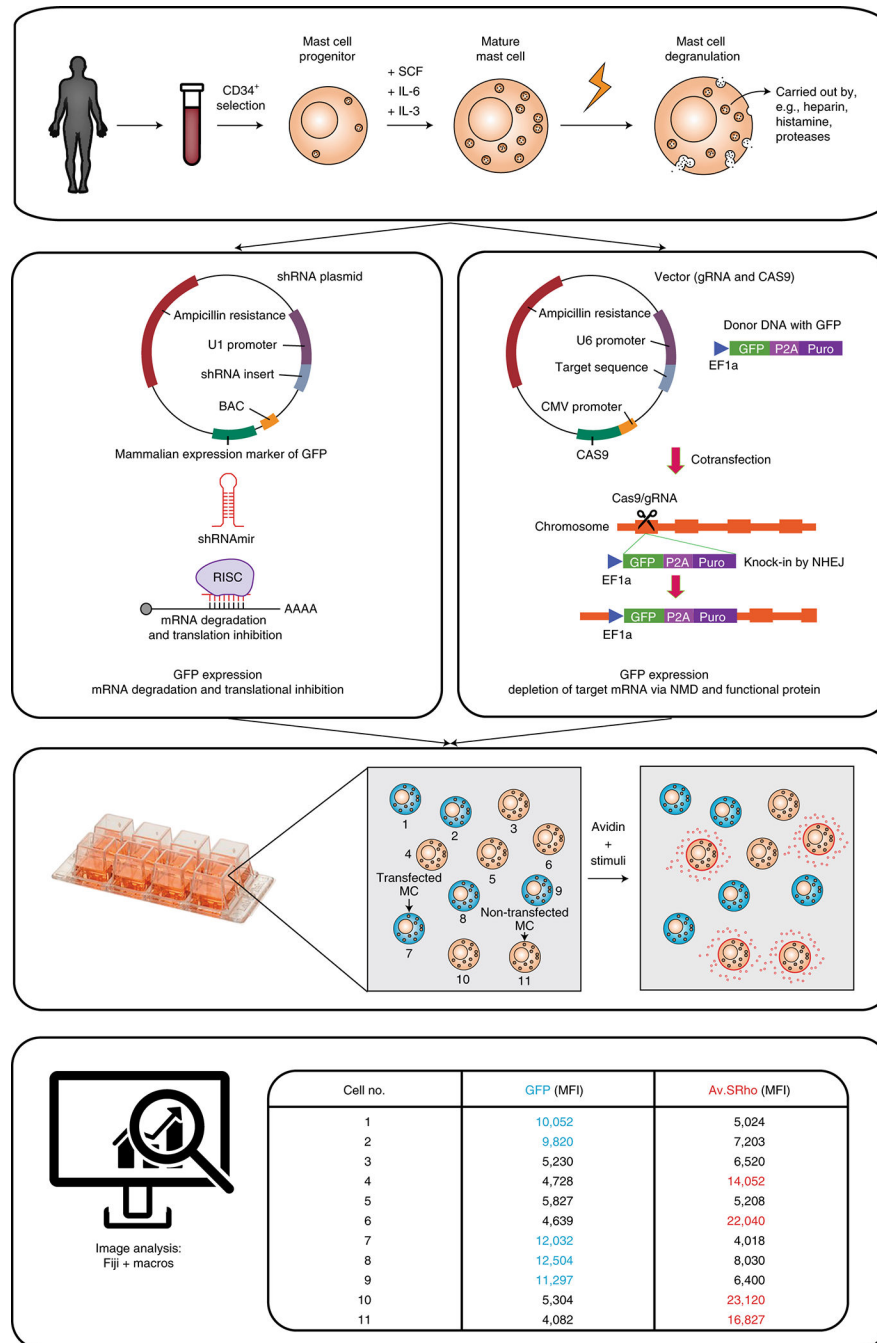 Mast cell
progenitor
Mature
mast cell
Mast cell
degranulation
CD34+
selection
+ SCF
+ IL-6
+ IL-3
Carried out by,
e.g., heparin,
histamine,
proteases
shRNA plasmid
Ampicillin resistance
U1 promoter
shRNA insert
BAC
Mammalian expression marker of GFP
shRNAmir
RISC
AAAA
mRNA degradation
and translation inhibition
GFP expression
mRNA degradation and translational inhibition
Vector (gRNA and CAS9)
Ampicillin resistance
U6 promoter
Target sequence
CMV promoter
CAS9
Donor DNA with GFP
GFP P2A Puro
EF1a
Cotransfection
Cas9/gRNA
Chromosome
GFP P2A Puro
Knock-in by NHEJ
EF1a
GFP P2A Puro
EF1a
GFP expression
depletion of target mRNA via NMD and functional protein
1
2
3
4
5
6
Transfected
MC
7
8
9
Non-transfected
MC
10
11
Avidin
+
stimuli
Image analysis:
Fiji + macros
Cell no. GFP (MFI) Av.SRho (MFI)
1 10,052 5,024
2 9,820 7,203
3 5,230 6,520
4 4,728 14,052
5 5,827 5,208
6 4,639 22,040
7 12,032 4,018
8 12,504 8,030
9 11,297 6,400
10 5,304 23,120
11 4,082 16,827